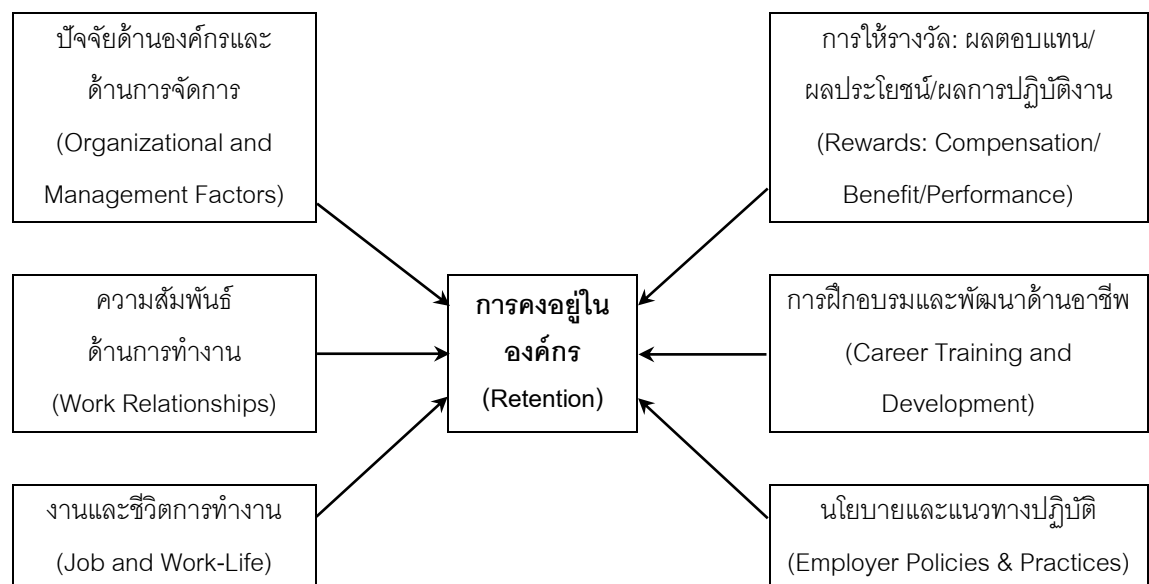 ปัจจัยด้านองค์กรและ
ด้านการจัดการ
(Organizational and
Management Factors)
การให้รางวัล: ผลตอบแทน/
ผลประโยชน์/ผลการปฏิบัติงาน
(Rewards: Compensation/
Benefit/Performance)
ความสัมพันธ์
ด้านการทำงาน
(Work Relationships)
การคงอยู่ใน
องค์กร
(Retention)
การฝึกอบรมและพัฒนาด้านอาชีพ
(Career Training and
Development)
งานและชีวิตการทำงาน
(Job and Work-Life)
นโยบายและแนวทางปฏิบัติ
(Employer Policies & Practices)